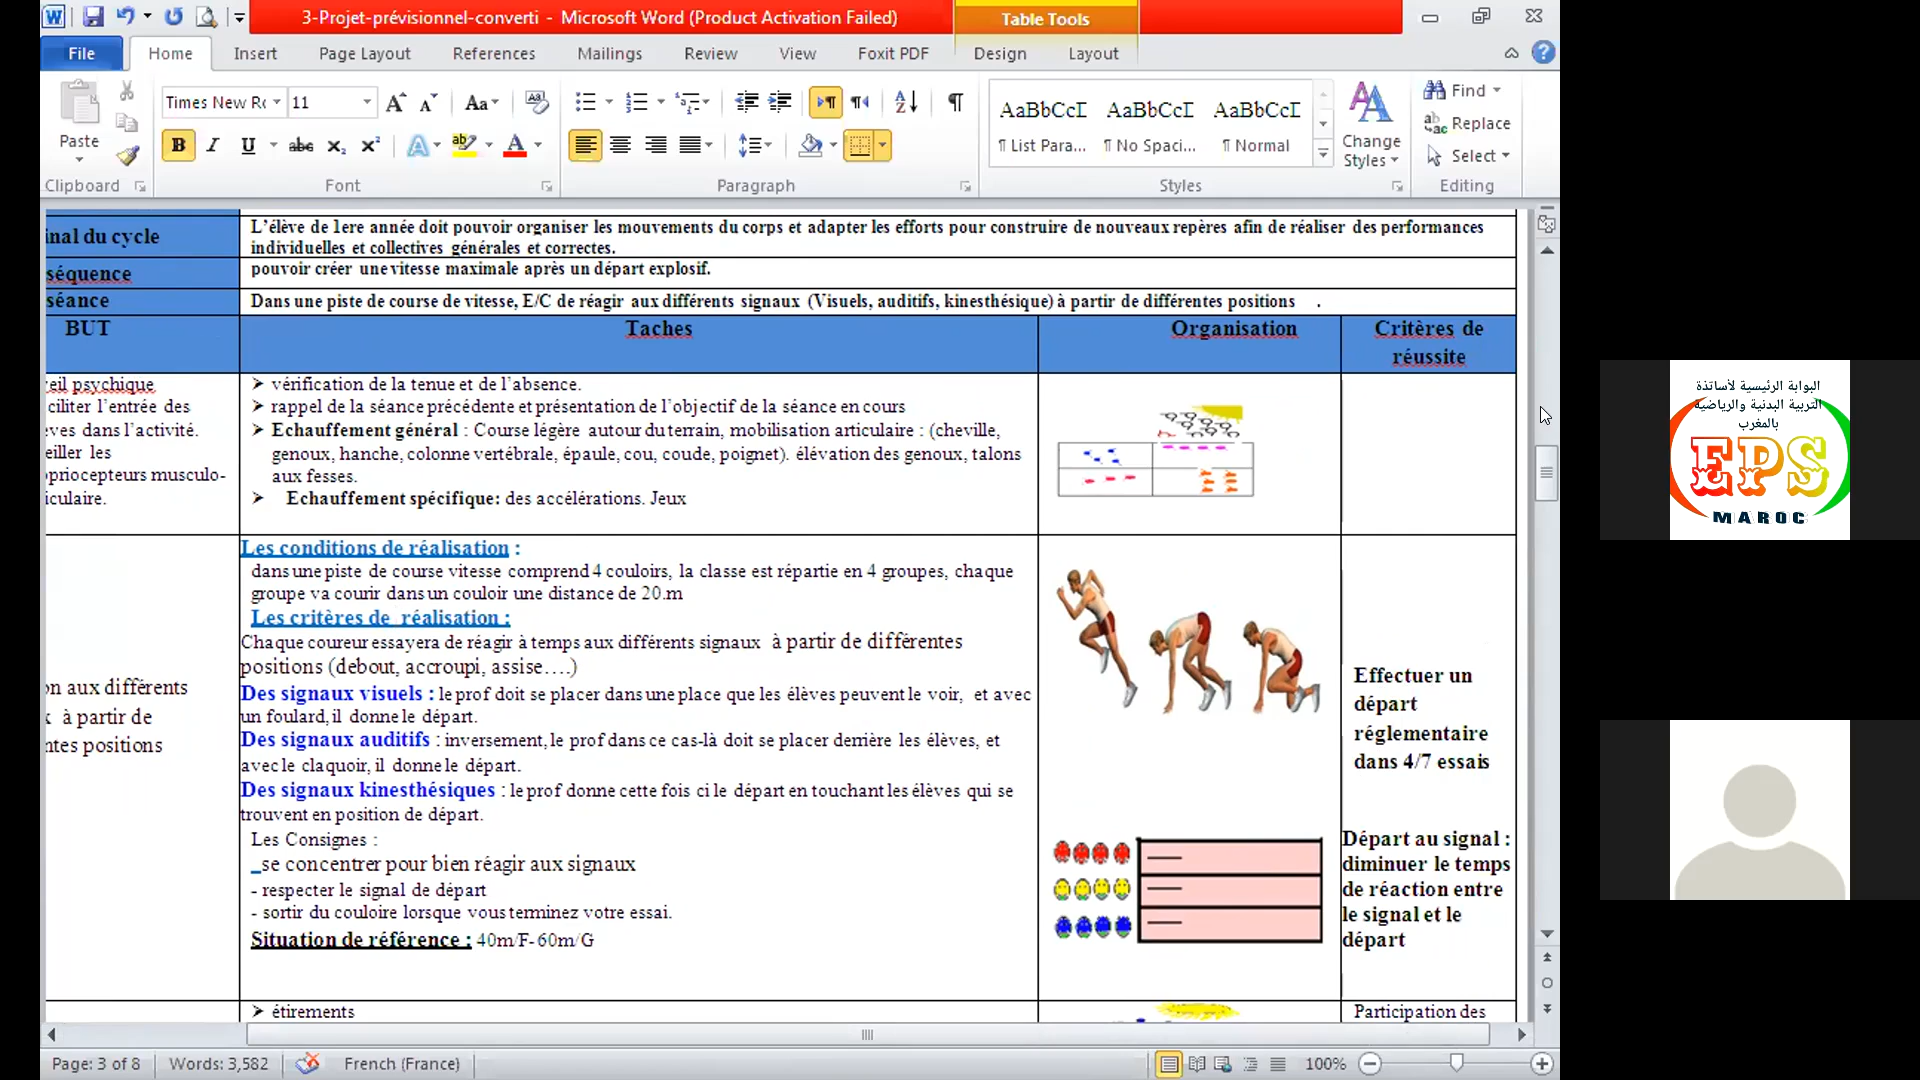 3-Projet-prévisionnel-converti - Microsoft Word (Product Activation Failed)
Table Tools
File Home Insert Page Layout References Mailings Review View Foxit PDF Design Layout
Paste
Times New Ro 11
AaBbCcI AaBbCcI AaBbCcI
¶ List Para... ¶ No Spaci... ¶ Normal
Change
Styles
Find
Replace
Select
Clipboard Font Paragraph Styles Editing
inal du cycle
L'élève de 1ere année doit pouvoir organiser les mouvements du corps et adapter les efforts pour construire de nouveaux repères afin de réaliser des performances
individuelles et collectives générales et correctes.
séquence
pouvoir créer une vitesse maximale après un départ explosif.
séance
Dans une piste de course de vitesse, E/C de réagir aux différents signaux (Visuels, auditifs, kinesthésique) à partir de différentes positions .
BUT
Taches
Organisation
Critères de
réussite
eil psychique
ciliter l'entrée des
ves dans l'activité.
eiller les
opriocepteurs musculo-
iculaire.
➢ vérification de la tenue et de l'absence.
➢ rappel de la séance précédente et présentation de l'objectif de la séance en cours
➢ Echauffement général : Course légère autour du terrain, mobilisation articulaire : (cheville,
genoux, hanche, colonne vertébrale, épaule, cou, coude, poignet). élévation des genoux, talons
aux fesses.
➢ Echauffement spécifique: des accélérations. Jeux
on aux différents
x à partir de
ntes positions
Les conditions de réalisation :
dans une piste de course vitesse comprend 4 couloirs, la classe est répartie en 4 groupes, chaque
groupe va courir dans un couloir une distance de 20.m
Les critères de réalisation :
Chaque coureur essayera de réagir à temps aux différents signaux à partir de différentes
positions (debout, accroupi, assise….)
Des signaux visuels : le prof doit se placer dans une place que les élèves peuvent le voir, et avec
un foulard, il donne le départ.
Des signaux auditifs : inversement, le prof dans ce cas-là doit se placer derrière les élèves, et
avec le claquoir, il donne le départ.
Des signaux kinesthésiques : le prof donne cette fois ci le départ en touchant les élèves qui se
trouvent en position de départ.
Les Consignes :
_se concentrer pour bien réagir aux signaux
- respecter le signal de départ
- sortir du couloire lorsque vous terminez votre essai.
Situation de référence : 40m/F-60m/G
Effectuer un
départ
réglementaire
dans 4/7 essais
Départ au signal :
diminuer le temps
de réaction entre
le signal et le
départ
➢ étirements
Participation des
Page: 3 of 8 Words: 3,582 French (France) 100%
البوابة الرئيسية لأساتذة
التربية البدنية والرياضية
بالمغرب
EPS
MAROC